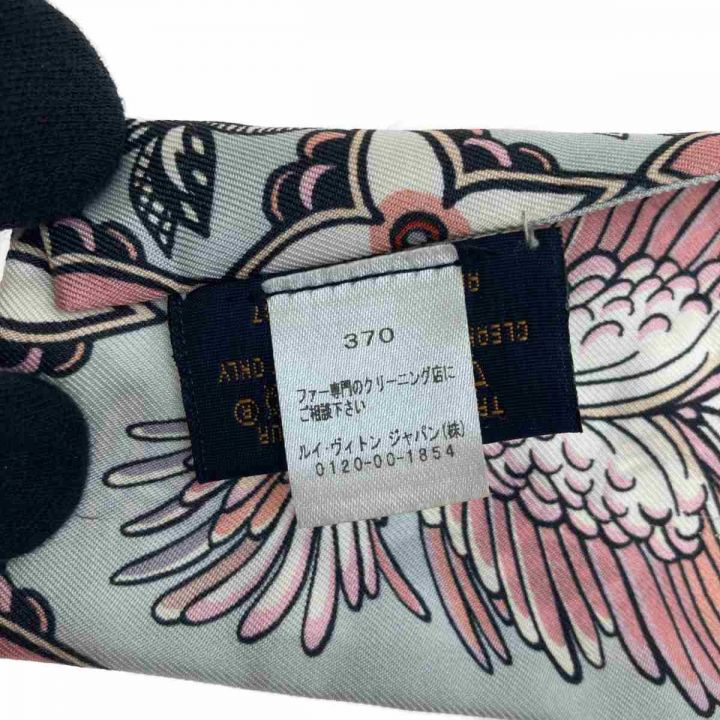 370
ファー専門のクリーニング店に
ご相談下さい
ルイ・ヴィトン ジャパン(株)
0120-00-1854
ONLY